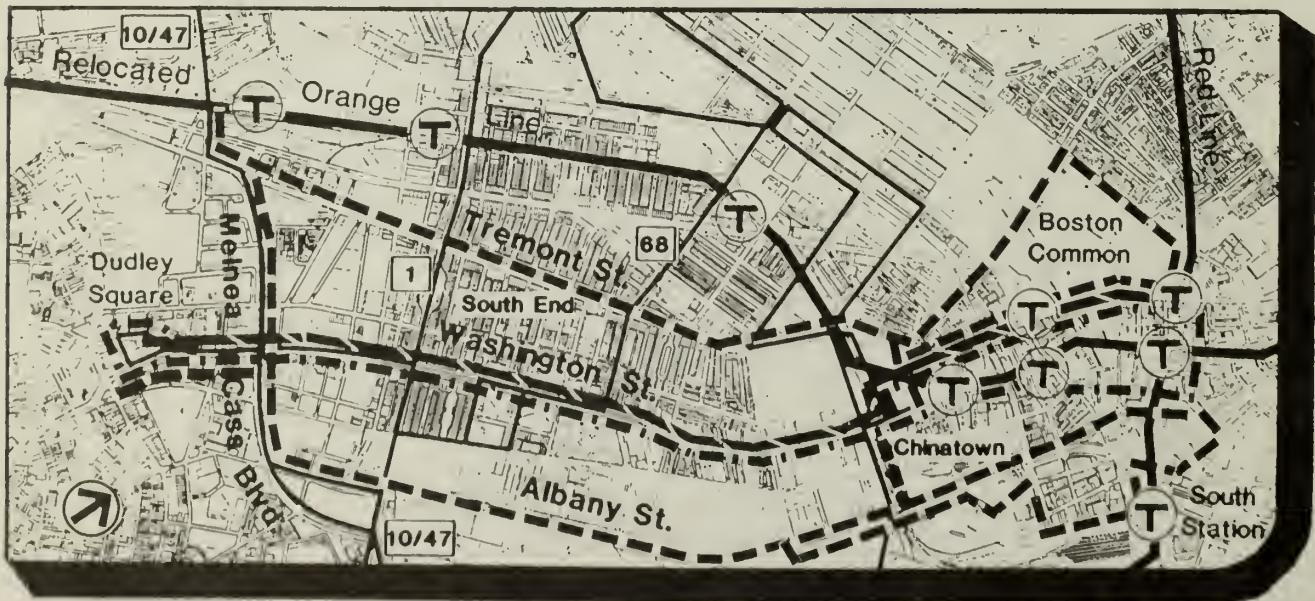 10/47
Relocated
Orange
Line
Red Line
T
T
T
Tremont St.
68
Boston
Common
Dudley
Square
Melnea
1
South End
Washington St.
T
T
T
T
T
Cass
Blvd.
Chinatown
Albany St.
10/47
South
Station
T